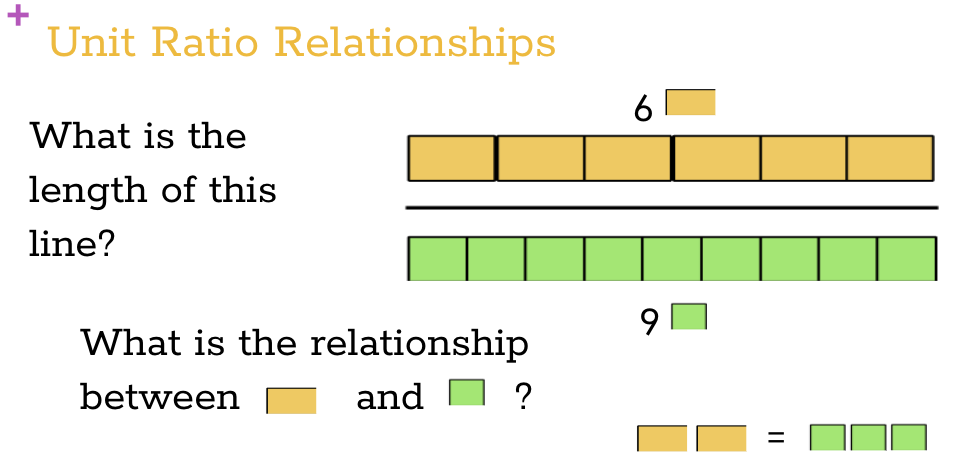 +
Unit Ratio Relationships
6
What is the
length of this
line?
9
What is the relationship
between and ?
=